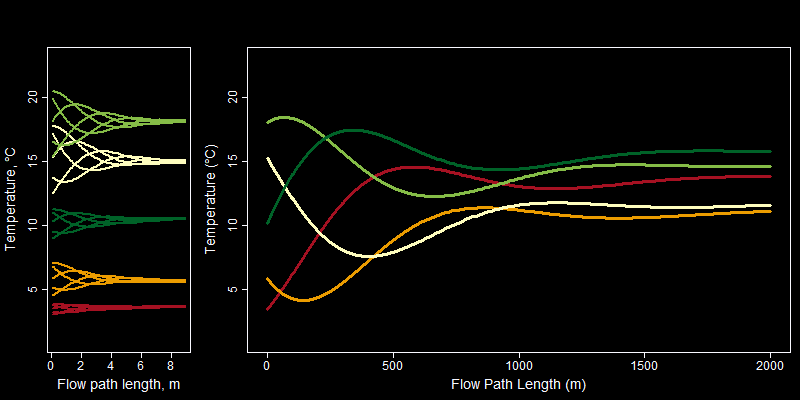 Temperature, °C
20
15
10
5
0 2 4 6 8
Flow path length, m
Temperature (°C)
20
15
10
5
0 500 1000 1500 2000
Flow Path Length (m)